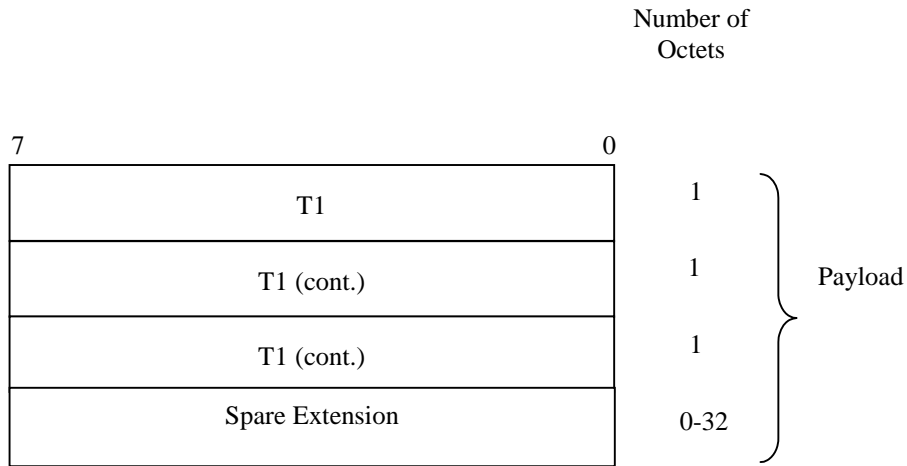 Number of
Octets
7 0
T1 1
T1 (cont.) 1
Payload
T1 (cont.) 1
Spare Extension 0-32